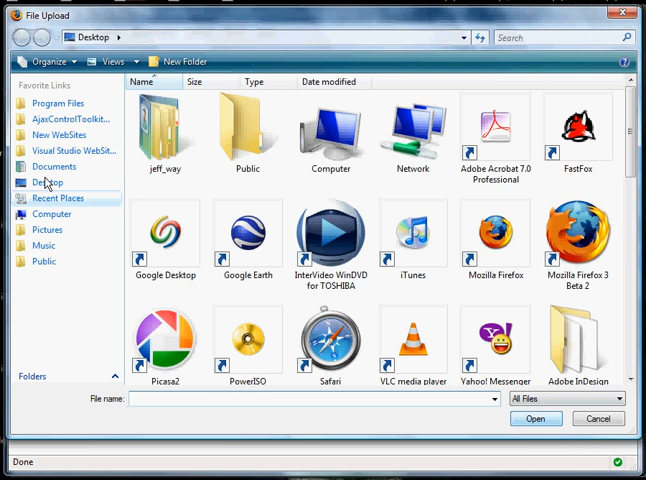 File Upload
Desktop
Search
Organize
Views
New Folder
Favorite Links
Program Files
AjaxControlToolkit...
New WebSites
Visual Studio WebSit...
Documents
Desktop
Recent Places
Computer
Pictures
Music
Public
Folders
Name
Size
Type
Date modified
jeff_way
Public
Computer
Network
Adobe Acrobat 7.0
Professional
FastFox
Google Desktop
Google Earth
InterVideo WinDVD
for TOSHIBA
iTunes
Mozilla Firefox
Mozilla Firefox 3
Beta 2
Picasa2
PowerISO
Safari
VLC media player
Yahoo! Messenger
Adobe InDesign
File name:
All Files
Open
Cancel
Done